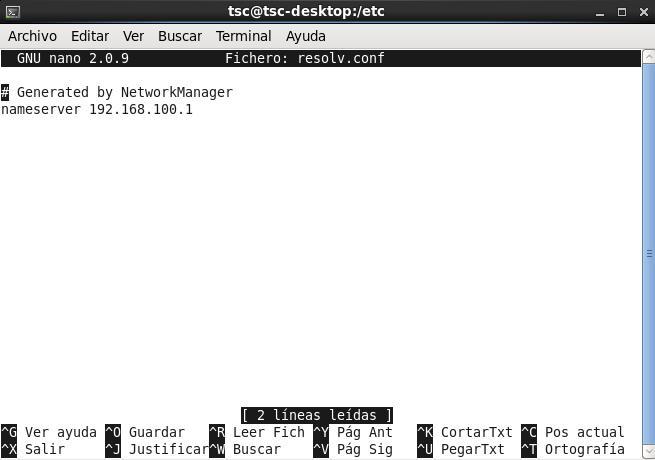 tsc@tsc-desktop:/etc
Archivo Editar Ver Buscar Terminal Ayuda
GNU nano 2.0.9 Fichero: resolv.conf
# Generated by NetworkManager
nameserver 192.168.100.1
[ 2 líneas leídas ]
^G Ver ayuda ^O Guardar ^R Leer Fich ^Y Pág Ant ^K CortarTxt ^C Pos actual
^X Salir ^J Justificar ^W Buscar ^V Pág Sig ^U PegarTxt ^T Ortografía